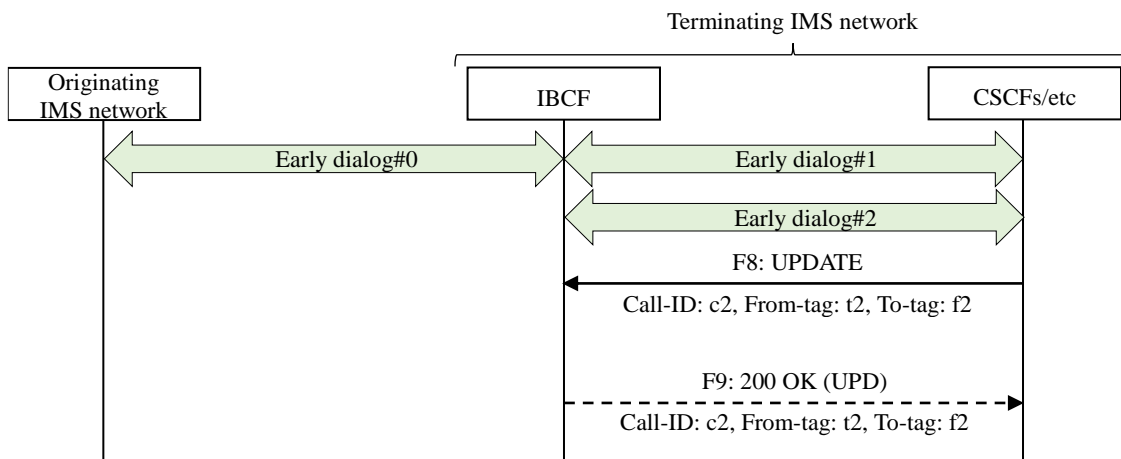 Terminating IMS network
Originating
IMS network
IBCF
CSCFs/etc
Early dialog#0
Early dialog#1
Early dialog#2
F8: UPDATE
Call-ID: c2, From-tag: t2, To-tag: f2
F9: 200 OK (UPD)
Call-ID: c2, From-tag: t2, To-tag: f2